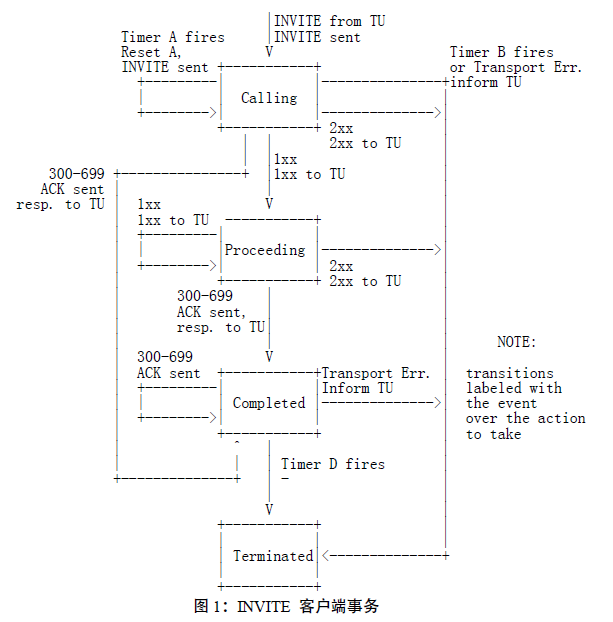 INVITE from TU
Timer A fires INVITE sent
Reset A, V Timer B fires
INVITE sent or Transport Err.
inform TU
Calling
2xx
2xx to TU
1xx
300-699 1xx to TU
ACK sent
resp. to TU 1xx V
1xx to TU
Proceeding
2xx
2xx to TU
300-699
ACK sent,
resp. to TU
NOTE:
300-699 V
ACK sent Transport Err. transitions
Inform TU labeled with
Completed the event
over the action
to take
^
Timer D fires
-
V
Terminated
图 1：INVITE 客户端事务